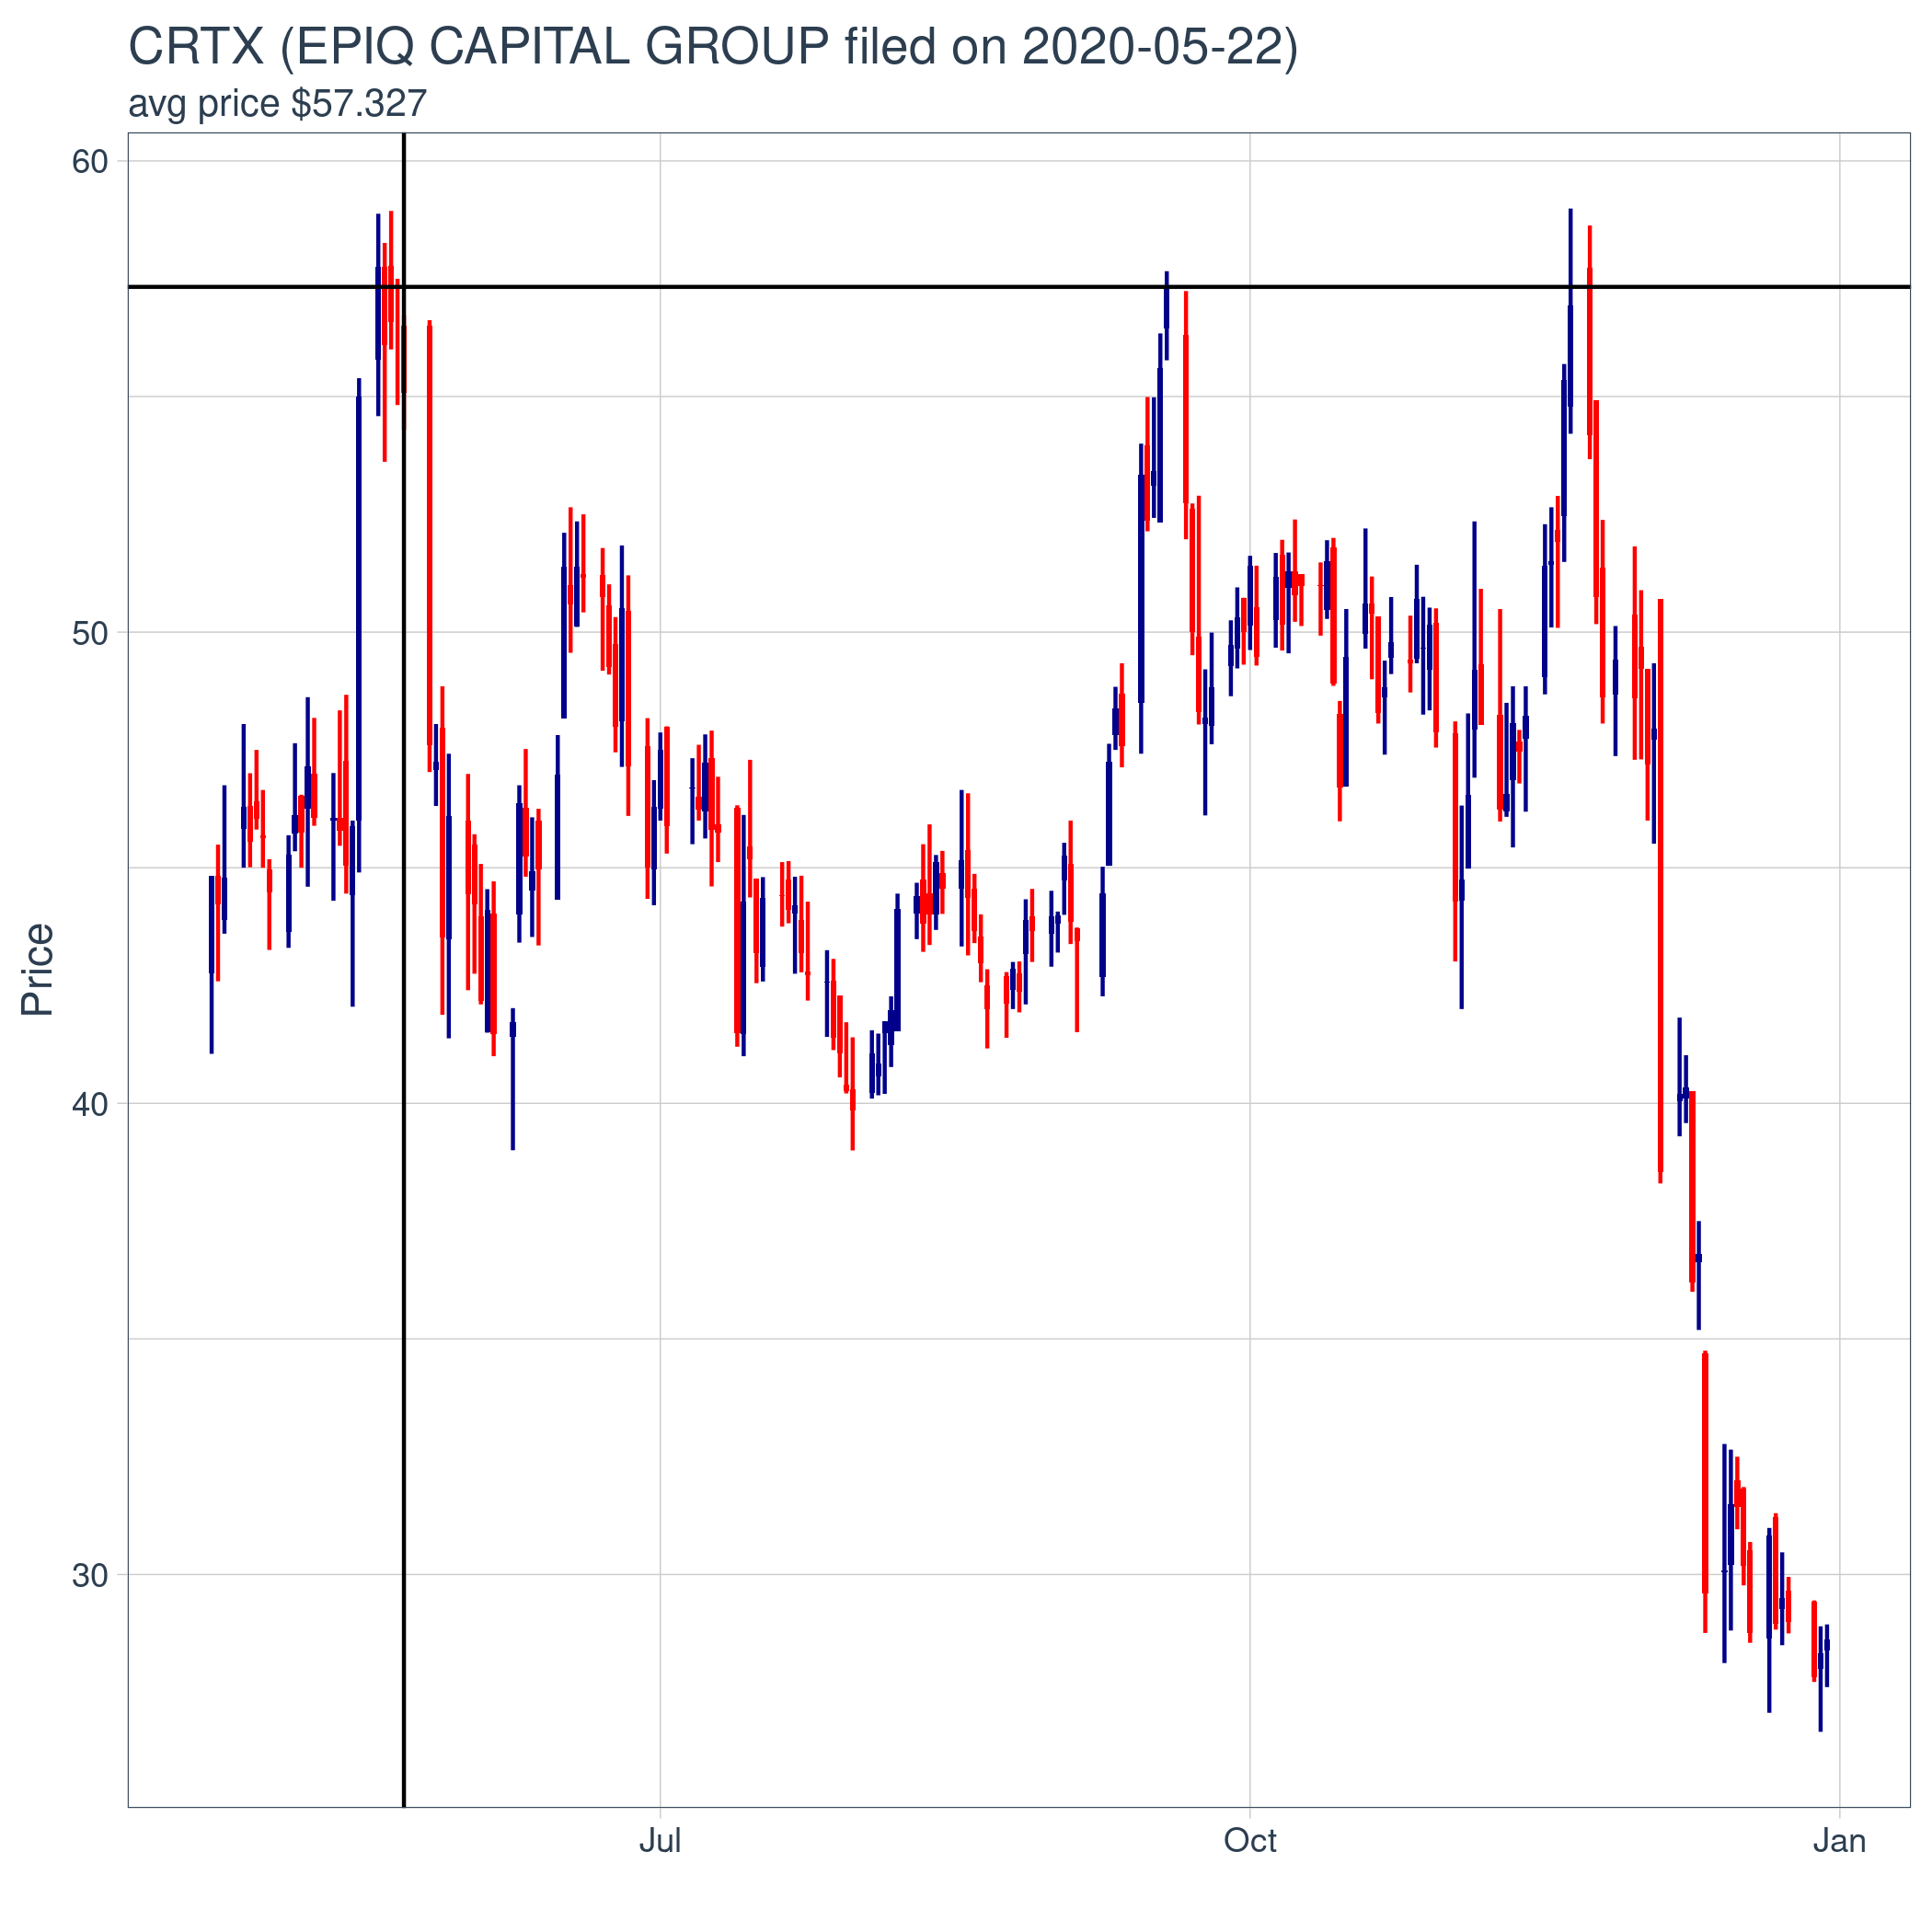 CRTX (EPIQ CAPITAL GROUP filed on 2020-05-22)
avg price $57.327
60
50
40
30
Price
Jul
Oct
Jan